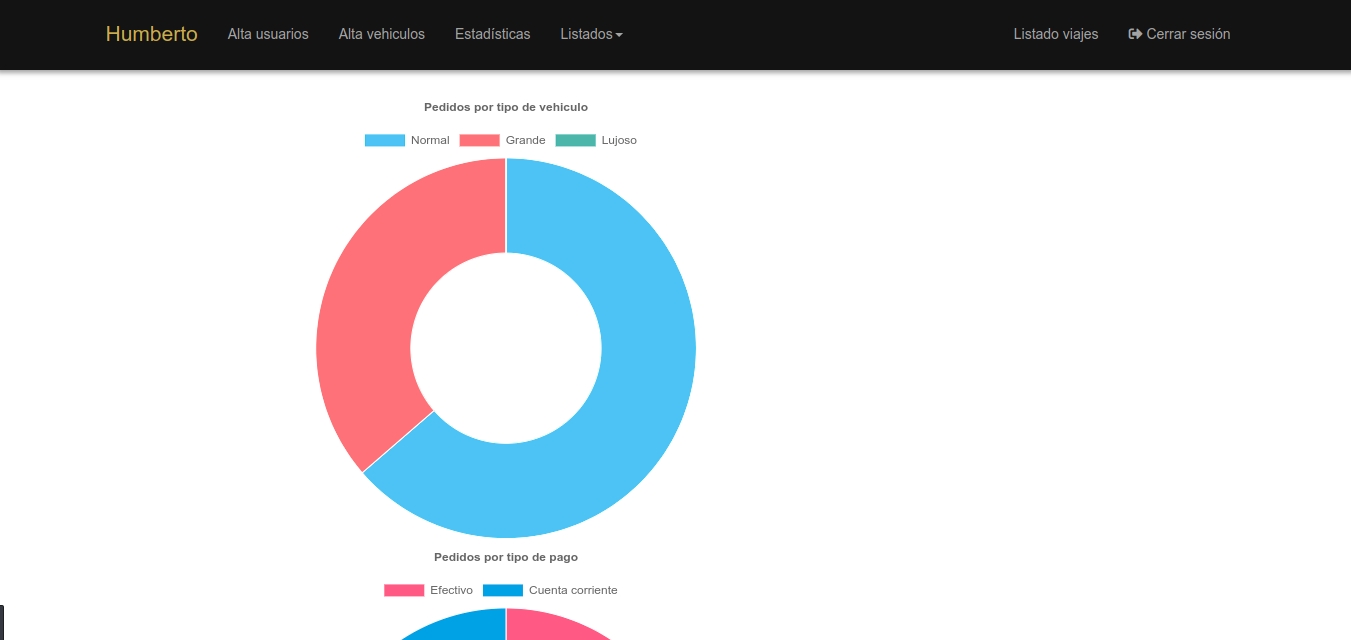 Humberto Alta usuarios Alta vehiculos Estadísticas Listados Listado viajes Cerrar sesión
Pedidos por tipo de vehiculo
Normal Grande Lujoso
Pedidos por tipo de pago
Efectivo Cuenta corriente